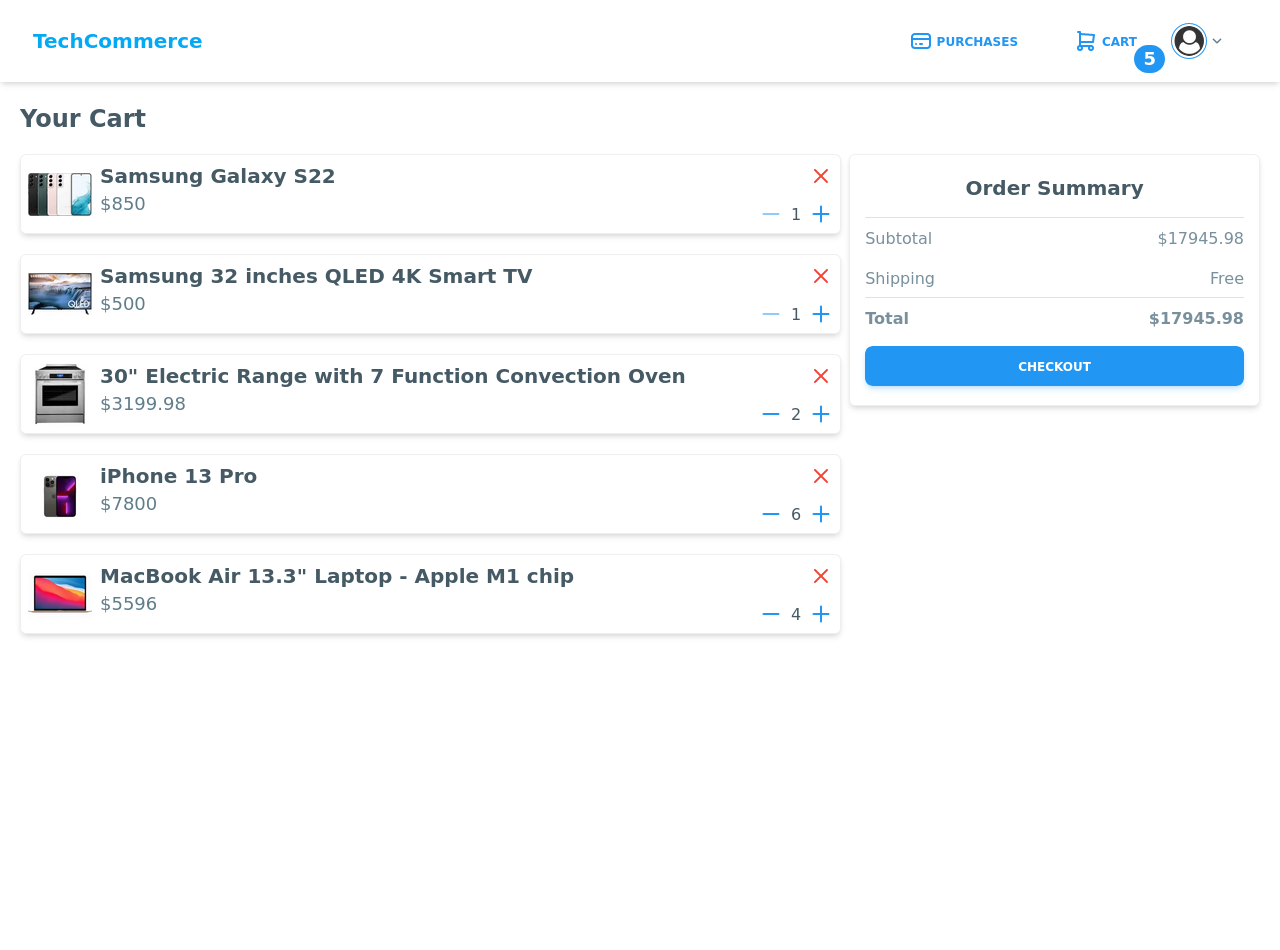 TechCommerce
PURCHASES
CART
5
Your Cart
Samsung Galaxy S22
$850
1
Samsung 32 inches QLED 4K Smart TV
$500
1
QLED
30" Electric Range with 7 Function Convection Oven
$3199.98
2
iPhone 13 Pro
$7800
6
MacBook Air 13.3" Laptop - Apple M1 chip
$5596
4
Order Summary
Subtotal $17945.98
Shipping Free
Total $17945.98
CHECKOUT